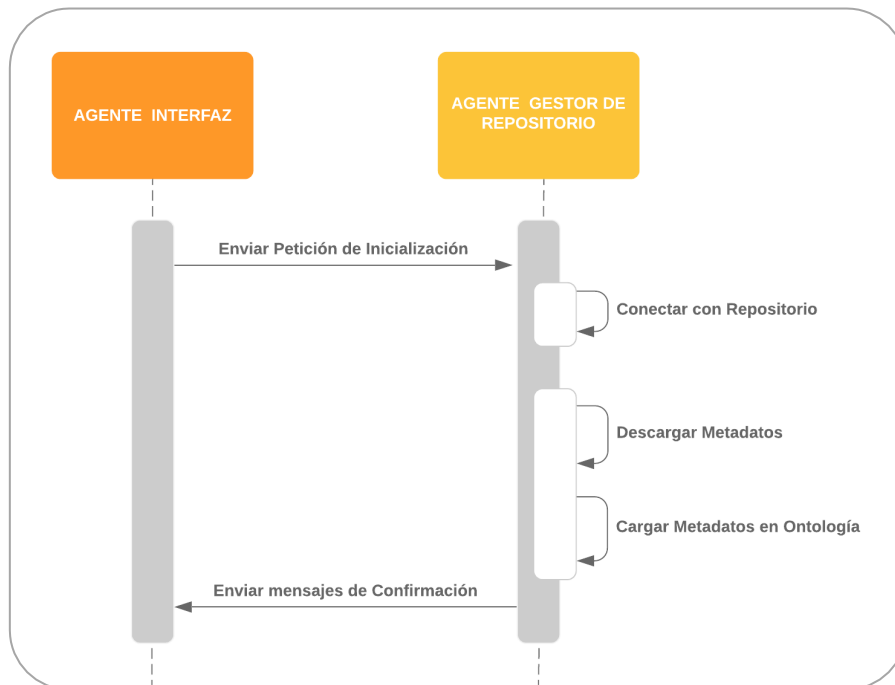 AGENTE INTERFAZ
AGENTE GESTOR DE
REPOSITORIO
Enviar Petición de Inicialización
Conectar con Repositorio
Descargar Metadatos
Cargar Metadatos en Ontología
Enviar mensajes de Confirmación